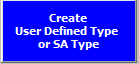 Create
User Defined Type
or SA Type